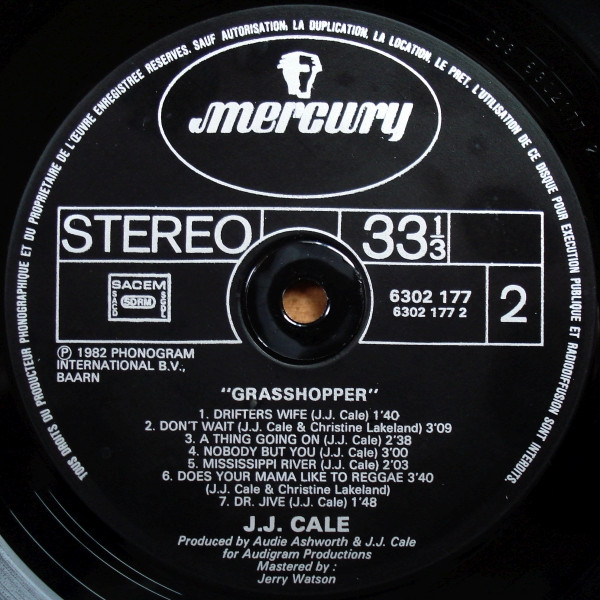 TOUS DROITS DU PRODUCTEUR PHONOGRAPHIQUE ET DU PROPRIETAIRE DE L'ŒUVRE ENREGISTREE RESERVES. SAUF AUTORISATION, LA DUPLICATION, LA LOCATION, LE PRET, L'UTILISATION DE CE DISQUE POUR EXECUTION PUBLIQUE ET RADIODIFFUSION SONT INTERDITS.
mercury
STEREO
33 1/3
SACEM
SACD
SDRM
SGDL
6302 177
6302 177 2
2
Ⓟ 1982 PHONOGRAM
INTERNATIONAL B.V.,
BAARN
"GRASSHOPPER"
1. DRIFTERS WIFE (J.J. Cale) 1'40
2. DON'T WAIT (J.J. Cale & Christine Lakeland) 3'09
3. A THING GOING ON (J.J. Cale) 2'38
4. NOBODY BUT YOU (J.J. Cale) 3'00
5. MISSISSIPPI RIVER (J.J. Cale) 2'03
6. DOES YOUR MAMA LIKE TO REGGAE 3'40
(J.J. Cale & Christine Lakeland)
7. DR. JIVE (J.J. Cale) 1'48
J.J. CALE
Produced by Audie Ashworth & J.J. Cale
for Audigram Productions
Mastered by :
Jerry Watson